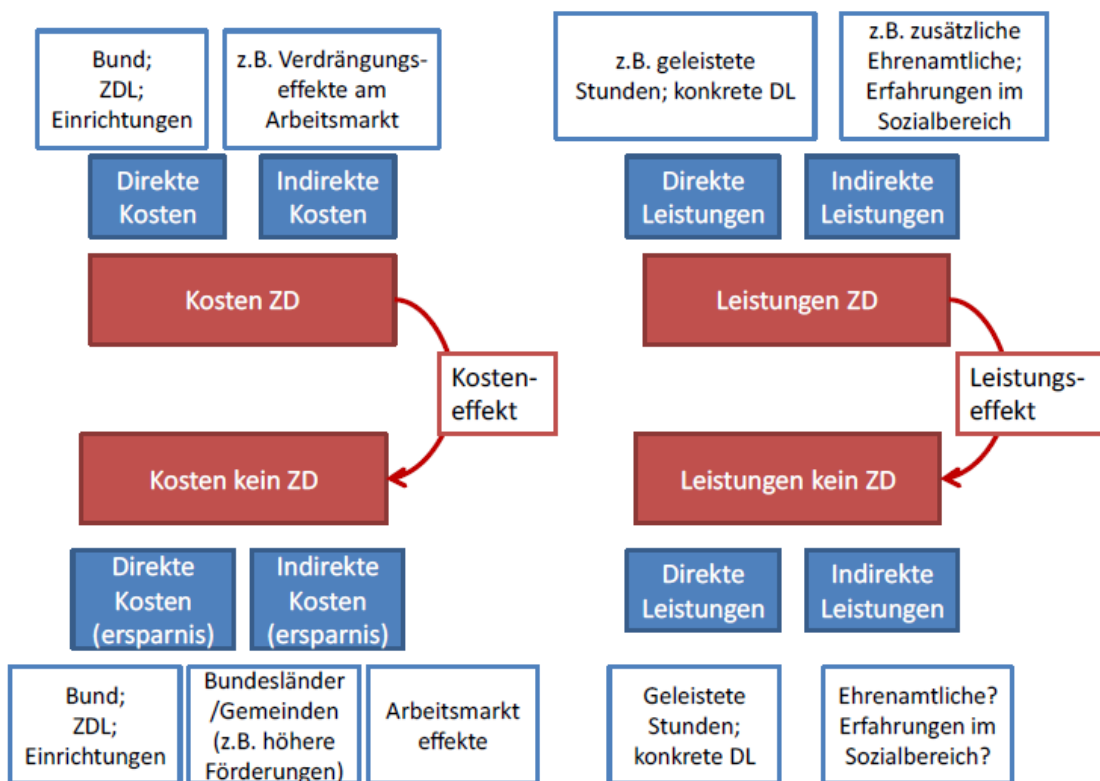 Bund;
ZDL;
Einrichtungen
z.B. Verdrängungs-
effekte am
Arbeitsmarkt
z.B. geleistete
Stunden; konkrete DL
z.B. zusätzliche
Ehrenamtliche;
Erfahrungen im
Sozialbereich
Direkte
Kosten
Indirekte
Kosten
Direkte
Leistungen
Indirekte
Leistungen
Kosten ZD
Leistungen ZD
Kosten-
effekt
Leistungs-
effekt
Kosten kein ZD
Leistungen kein ZD
Direkte
Kosten
(ersparnis)
Indirekte
Kosten
(ersparnis)
Direkte
Leistungen
Indirekte
Leistungen
Bund;
ZDL;
Einrichtungen
Bundesländer
/Gemeinden
(z.B. höhere
Förderungen)
Arbeitsmarkt
effekte
Geleistete
Stunden;
konkrete DL
Ehrenamtliche?
Erfahrungen im
Sozialbereich?